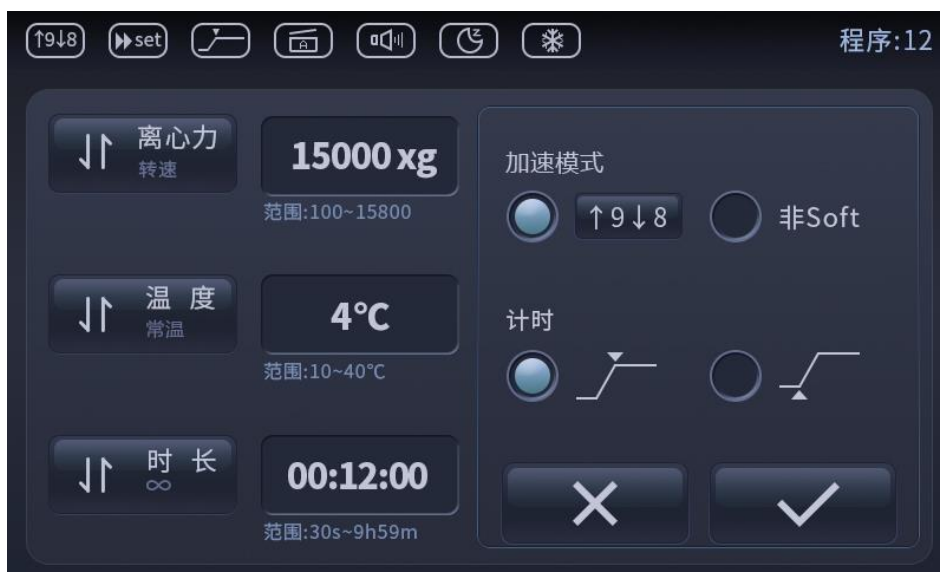 ↑9↓8 set A z 程序:12
离心力
转速
15000 xg
范围:100~15800
加速模式
↑9↓8 非Soft
温 度
常温
4°C
范围:10~40℃
计时
时 长
∞
00:12:00
范围:30s~9h59m